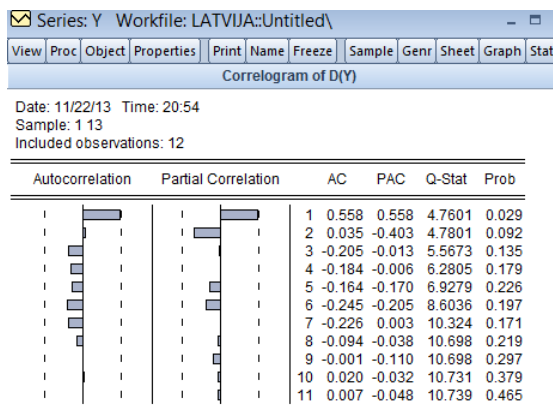 Series: Y Workfile: LATVIJA::Untitled\
View Proc Object Properties Print Name Freeze Sample Genr Sheet Graph Stat
Correlogram of D(Y)
Date: 11/22/13 Time: 20:54
Sample: 1 13
Included observations: 12
Autocorrelation Partial Correlation AC PAC Q-Stat Prob
1 0.558 0.558 4.7601 0.029
2 0.035 -0.403 4.7801 0.092
3 -0.205 -0.013 5.5673 0.135
4 -0.184 -0.006 6.2805 0.179
5 -0.164 -0.170 6.9279 0.226
6 -0.245 -0.205 8.6036 0.197
7 -0.226 0.003 10.324 0.171
8 -0.094 -0.038 10.698 0.219
9 -0.001 -0.110 10.698 0.297
10 0.020 -0.032 10.731 0.379
11 0.007 -0.048 10.739 0.465